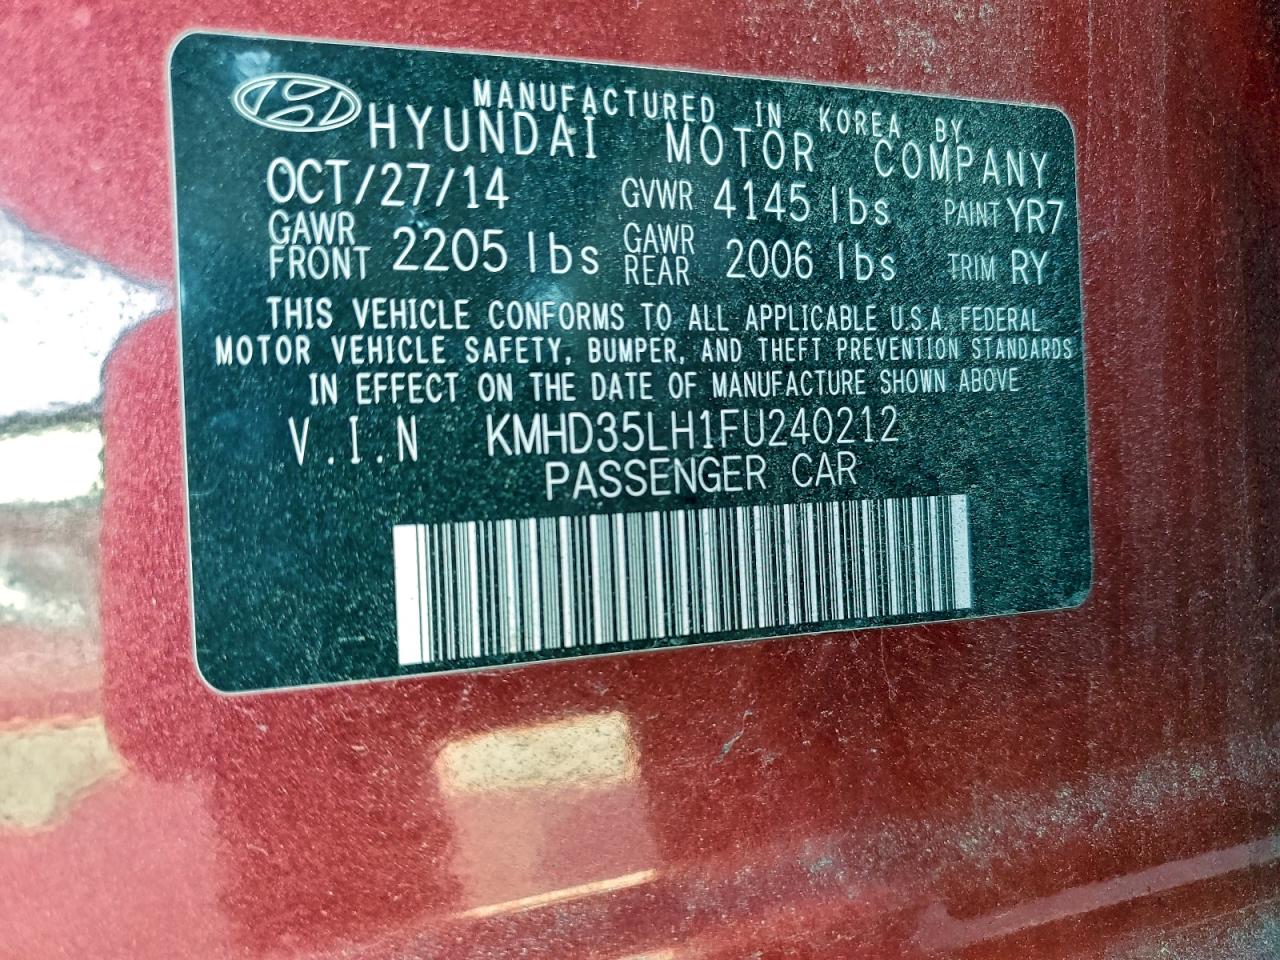 MANUFACTURED IN KOREA BY
HYUNDAI MOTOR COMPANY
OCT/27/14 GVWR 4145 lbs PAINT YR7
GAWR FRONT 2205 lbs GAWR REAR 2006 lbs TRIM RY
THIS VEHICLE CONFORMS TO ALL APPLICABLE U.S.A. FEDERAL
MOTOR VEHICLE SAFETY, BUMPER, AND THEFT PREVENTION STANDARDS
IN EFFECT ON THE DATE OF MANUFACTURE SHOWN ABOVE
V.I.N KMHD35LH1FU240212
PASSENGER CAR